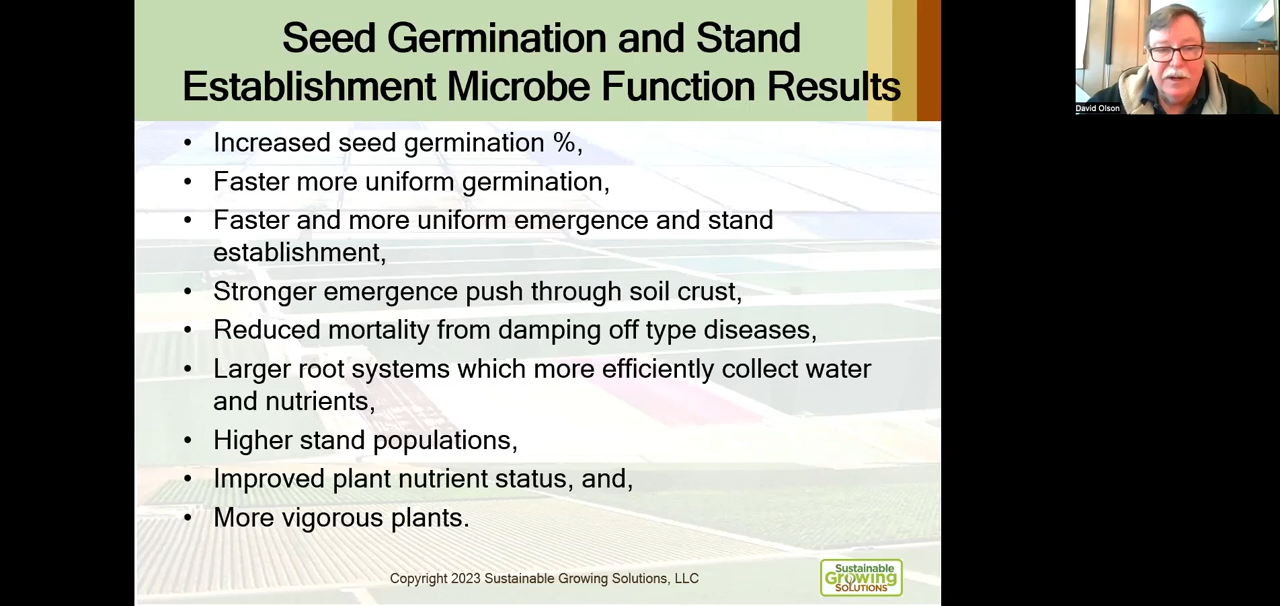 Seed Germination and Stand
Establishment Microbe Function Results
• Increased seed germination %,
• Faster more uniform germination,
• Faster and more uniform emergence and stand
establishment,
• Stronger emergence push through soil crust,
• Reduced mortality from damping off type diseases,
• Larger root systems which more efficiently collect water
and nutrients,
• Higher stand populations,
• Improved plant nutrient status, and,
• More vigorous plants.
Copyright 2023 Sustainable Growing Solutions, LLC
Sustainable
Growing
SOLUTIONS
David Olson